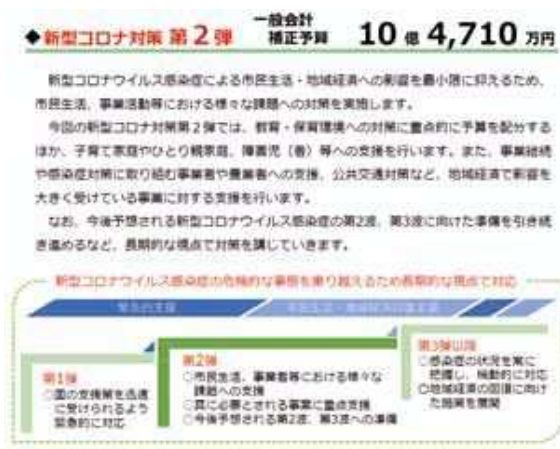 ◆新型コロナ対策 第2弾 一般会計補正予算 10億4,710万円
新型コロナウイルス感染症による市民生活・地域経済への影響を最小限に抑えるため、
市民生活、事業活動等における様々な課題への対策を実施します。
今回の新型コロナ対策第2弾では、教育・保育環境への対策に重点的に予算を配分する
ほか、子育て家庭やひとり親家庭、障害児(者)等への支援を行います。また、事業継続
や感染症対策に取り組む事業者や農業者への支援、公共交通対策など、地域経済で影響を
大きく受けている事業に対する支援を行います。
なお、今後予想される新型コロナウイルス感染症の第2波、第3波に向けた準備を引き続
き進めるなど、長期的な視点で対策を講じていきます。
新型コロナウイルス感染症の危機的な事態を乗り越えるため長期的な視点で対応
緊急的支援
第1弾
○国の支援策を迅速
に受けられるよう
緊急的に対応
第2弾
○市民生活、事業者等における様々な
課題への支援
○真に必要とされる事業に重点支援
○今後予想される第2波、第3波への準備
第3弾以降
○感染症の状況を常に
把握し、機動的に対応
○地域経済の回復に向け
た施策を展開